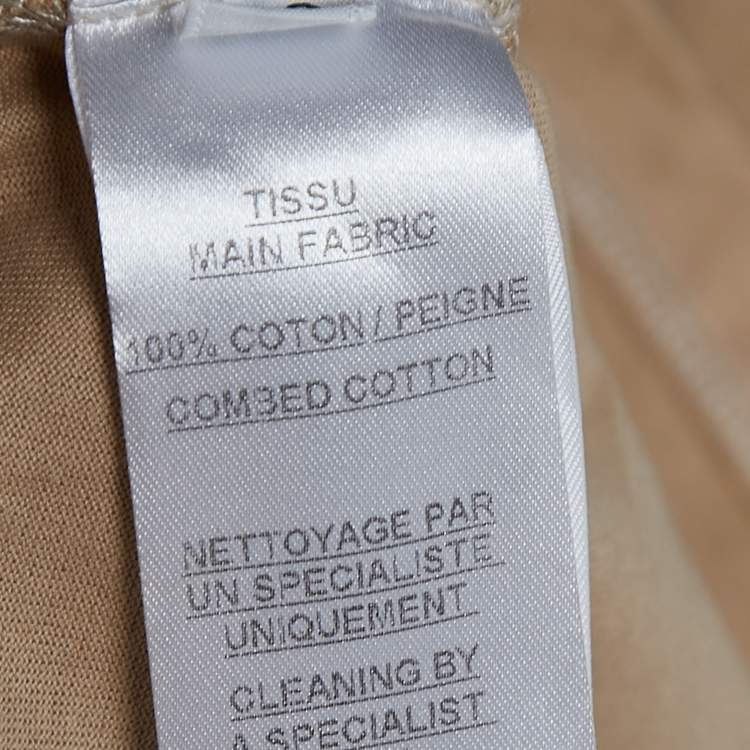 TISSU
MAIN FABRIC
100% COTON / PEIGNE
COMBED COTTON
NETTOYAGE PAR
UN SPECIALISTE
UNIQUEMENT
CLEANING BY
A SPECIALIST